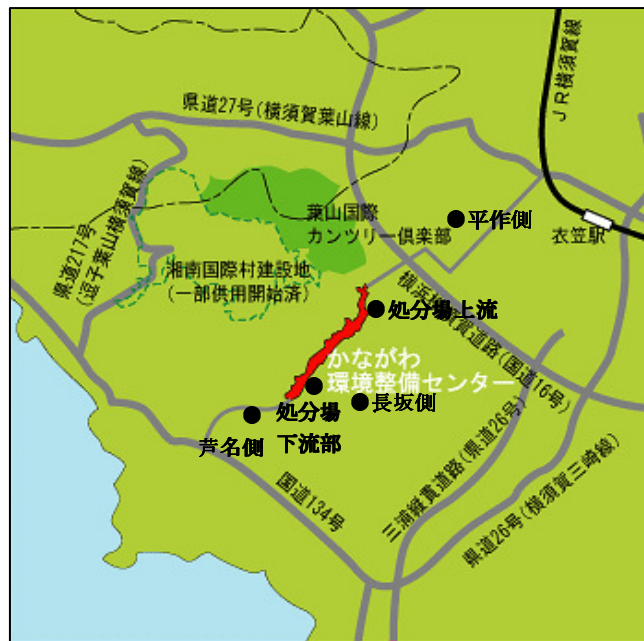 県道27号(横須賀葉山線)
JR横須賀線
県道217号
(逗子葉山横須賀線)
葉山国際
カンツリー倶楽部
平作側
衣笠駅
湘南国際村建設地
(一部供用開始済)
処分場上流
横浜横須賀道路(国道16号)
かながわ
環境整備センター
長坂側
処分場
下流部
芦名側
国道134号
三浦縦貫道路(県道26号)
県道26号(横須賀三崎線)